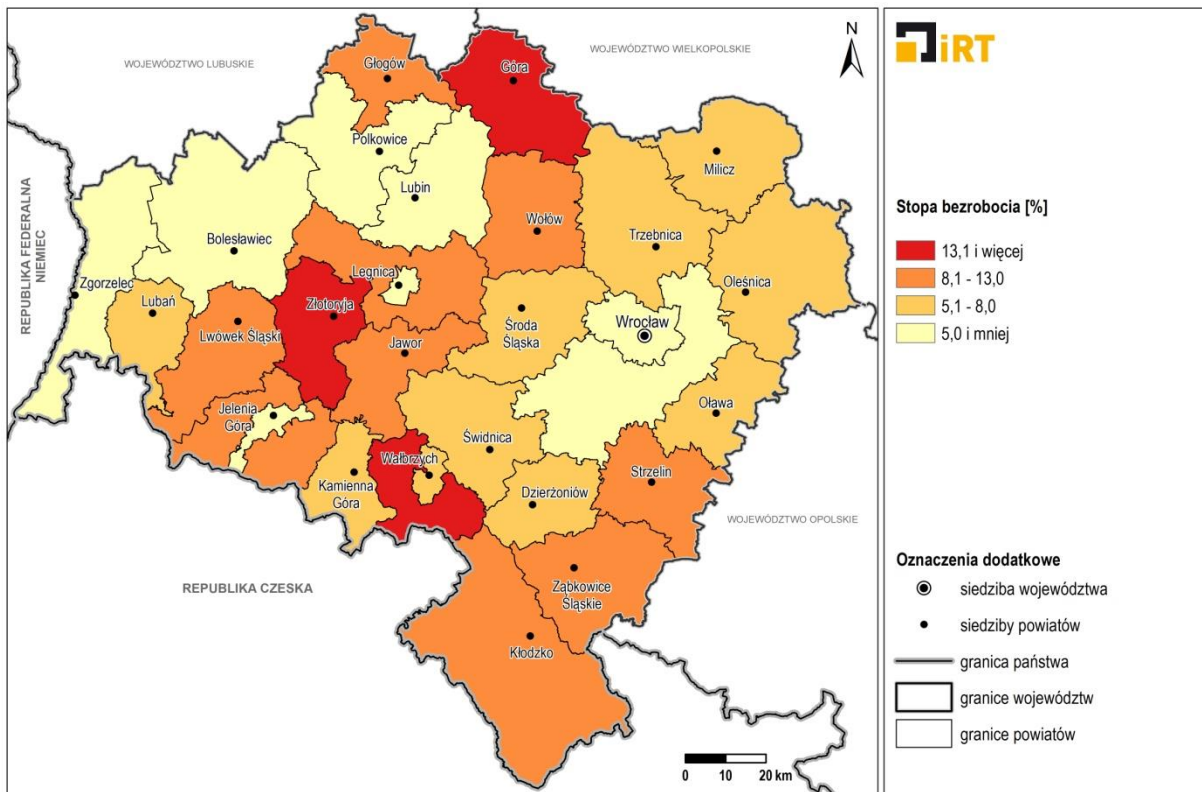 WOJEWÓDZTWO LUBUSKIE
WOJEWÓDZTWO WIELKOPOLSKIE
N
Głogów
Góra
Polkowice
Milicz
Lubin
Wołów
Trzebnica
Bolesławiec
REPUBLIKA FEDERALNA
NIEMIEC
Zgorzelec
Legnica
Oleśnica
Lubań
Złotoryja
Środa
Śląska
Wrocław
Lwówek Śląski
Jawor
Jelenia
Góra
Oława
Świdnica
Wałbrzych
Strzelin
Kamienna
Góra
Dzierżoniów
WOJEWÓDZTWO OPOLSKIE
REPUBLIKA CZESKA
Ząbkowice
Śląskie
Kłodzko
0 10 20 km
iRT
Stopa bezrobocia [%]
13,1 i więcej
8,1 - 13,0
5,1 - 8,0
5,0 i mniej
Oznaczenia dodatkowe
siedziba województwa
siedziby powiatów
granica państwa
granice województw
granice powiatów